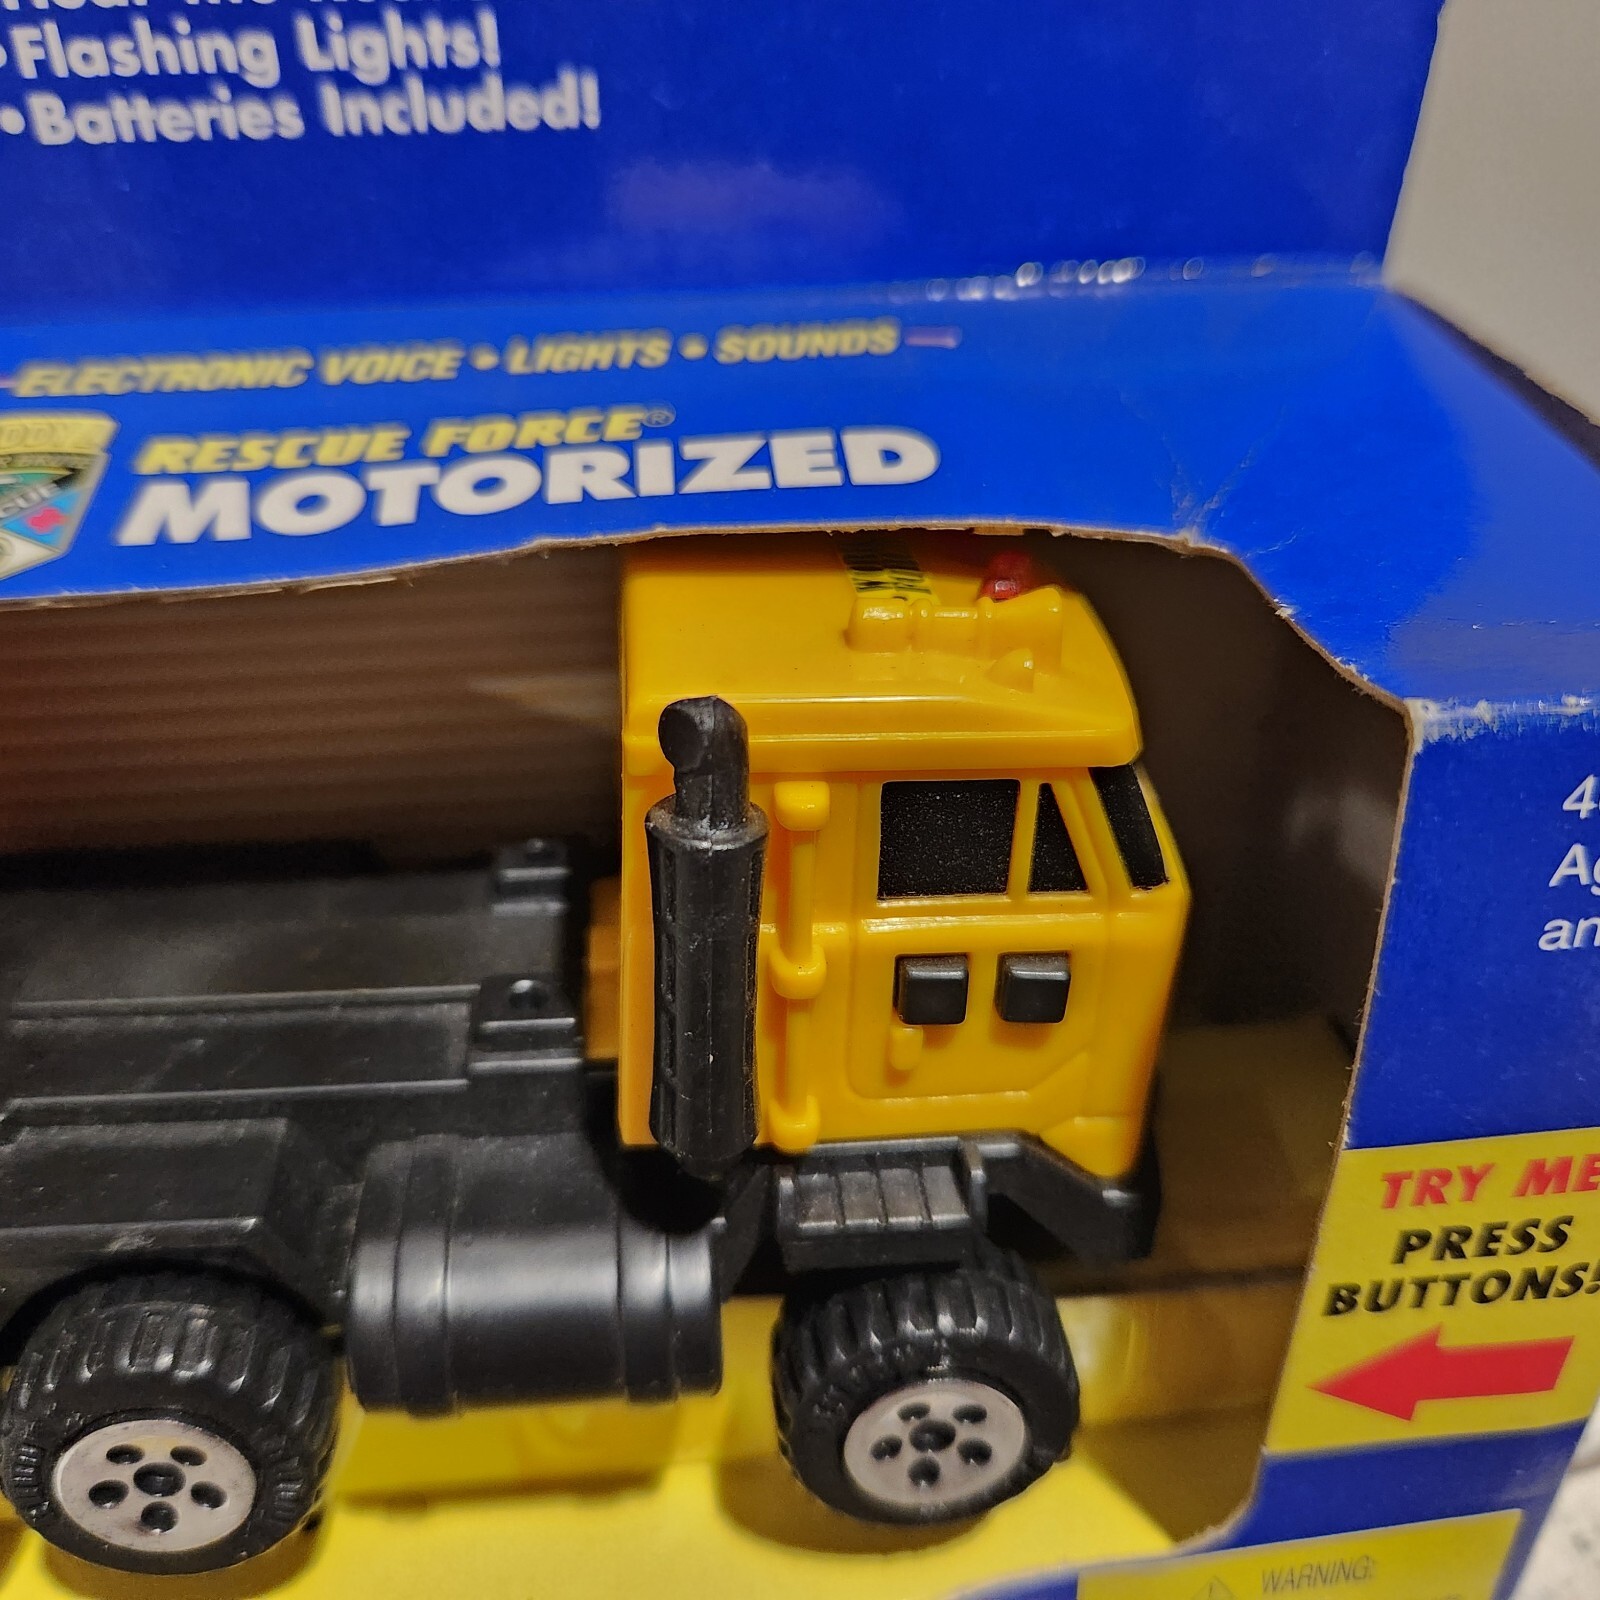 Flashing Lights!
Batteries Included!
ELECTRONIC VOICE • LIGHTS • SOUNDS
RESCUE FORCE®
MOTORIZED
TRY ME
PRESS
BUTTONS!
WARNING: